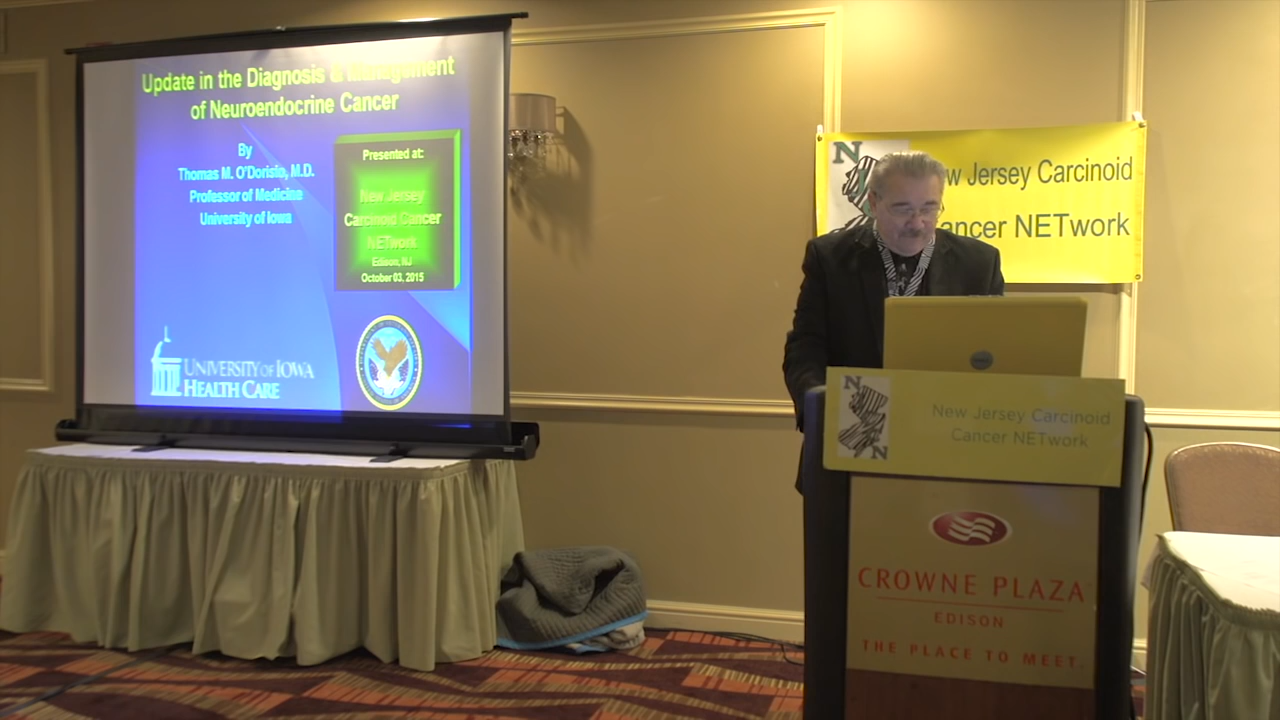 Update in the Diagnosis & Management
of Neuroendocrine Cancer
By
Thomas M. O'Dorisio, M.D.
Professor of Medicine
University of Iowa
Presented at:
New Jersey
Carcinoid Cancer
NETwork
Edison, NJ
October 03, 2015
UNIVERSITY OF IOWA
HEALTH CARE
N
w Jersey Carcinoid
ancer NETwork
N
N
New Jersey Carcinoid
Cancer NETwork
CROWNE PLAZA
EDISON
THE PLACE TO MEET.